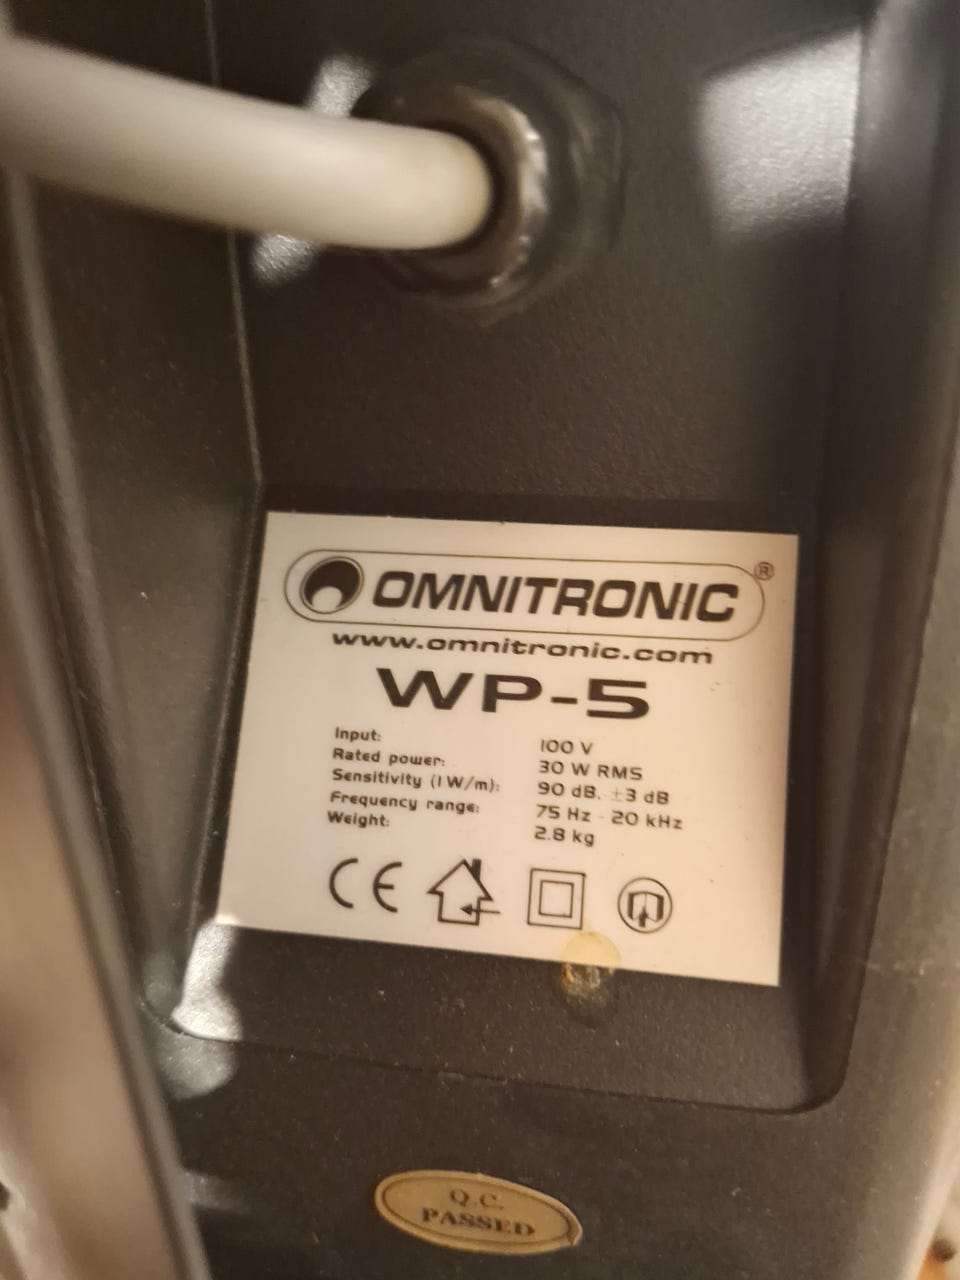 OMNITRONIC®
www.omnitronic.com
WP-5
Input: 100 V
Rated power: 30 W RMS
Sensitivity (1 W/m): 90 dB, ±3 dB
Frequency range: 75 Hz - 20 kHz
Weight: 2.8 kg
CE
Q.C.
PASSED